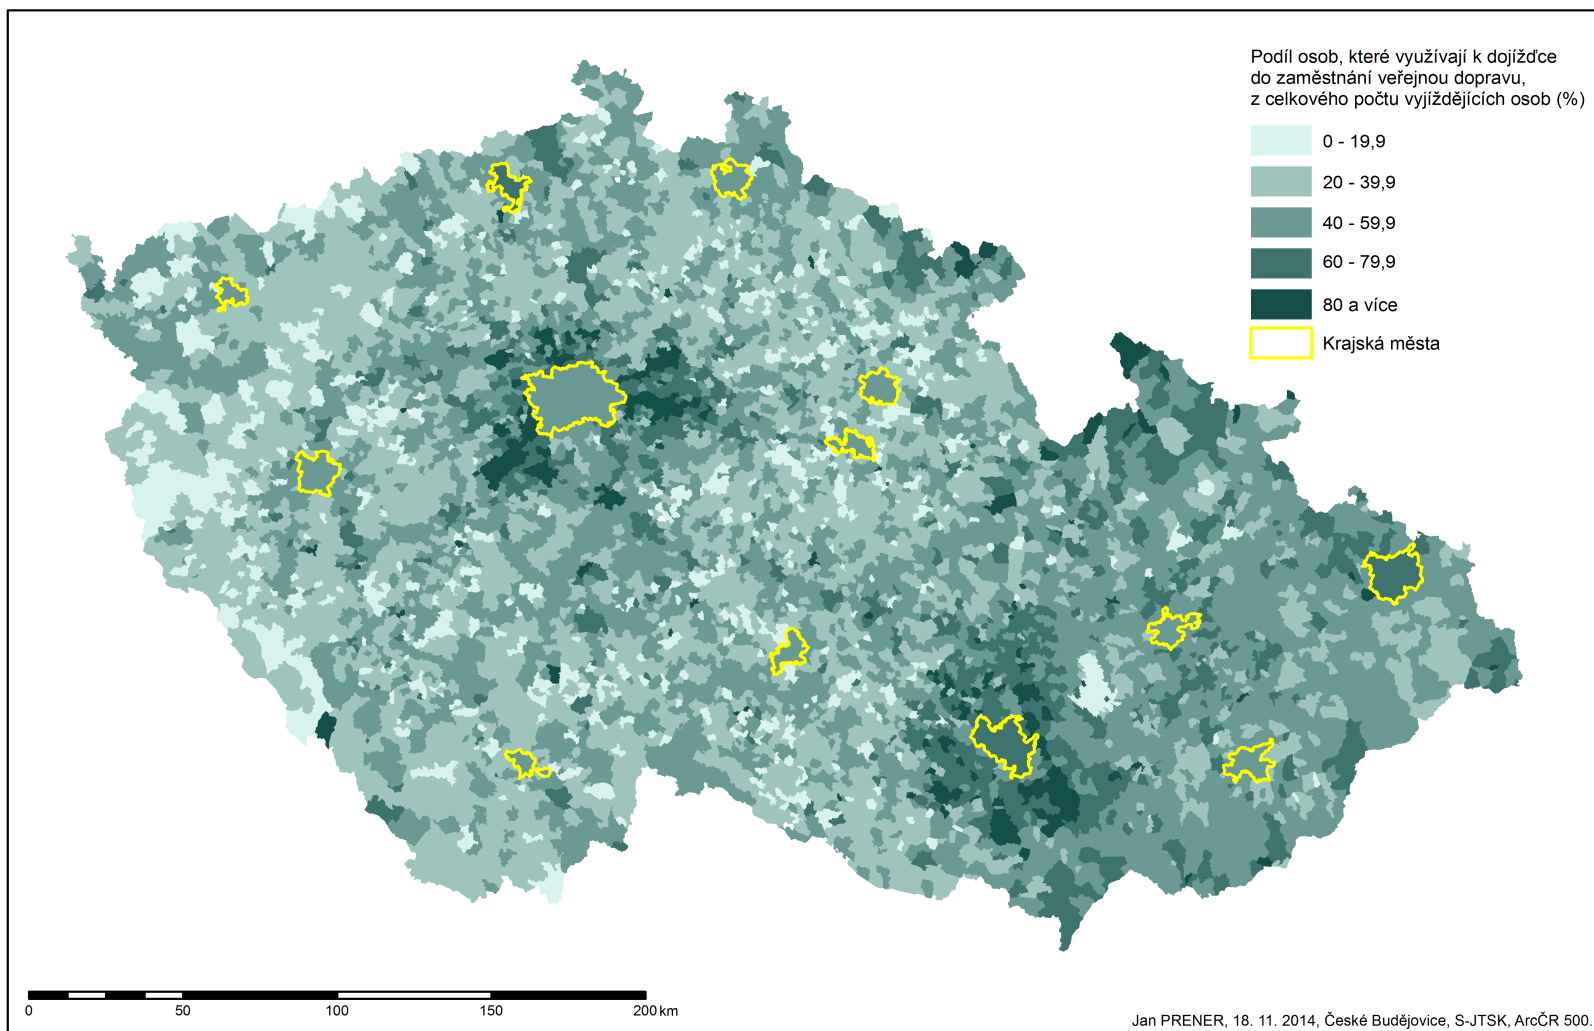 Podíl osob, které využívají k dojížďce
do zaměstnání veřejnou dopravu,
z celkového počtu vyjíždějících osob (%)
0 - 19,9
20 - 39,9
40 - 59,9
60 - 79,9
80 a více
Krajská města
0 50 100 150 200 km
Jan PRENER, 18. 11. 2014, České Budějovice, S-JTSK, ArcČR 500.